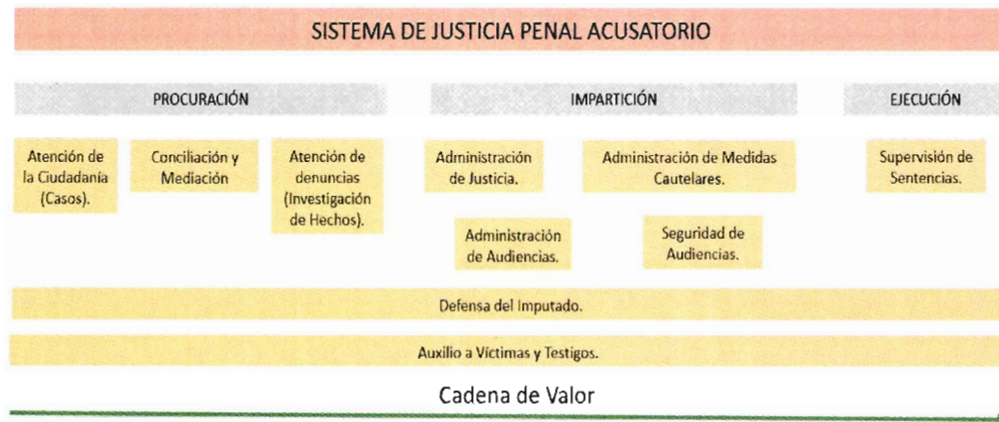 SISTEMA DE JUSTICIA PENAL ACUSATORIO
PROCURACIÓN
IMPARTICIÓN
EJECUCIÓN
Atención de
la Ciudadanía
(Casos).
Conciliación y
Mediación
Atención de
denuncias
(Investigación
de Hechos).
Administración
de Justicia.
Administración de Medidas
Cautelares.
Supervisión de
Sentencias.
Administración
de Audiencias.
Seguridad de
Audiencias.
Defensa del Imputado.
Auxilio a Víctimas y Testigos.
Cadena de Valor